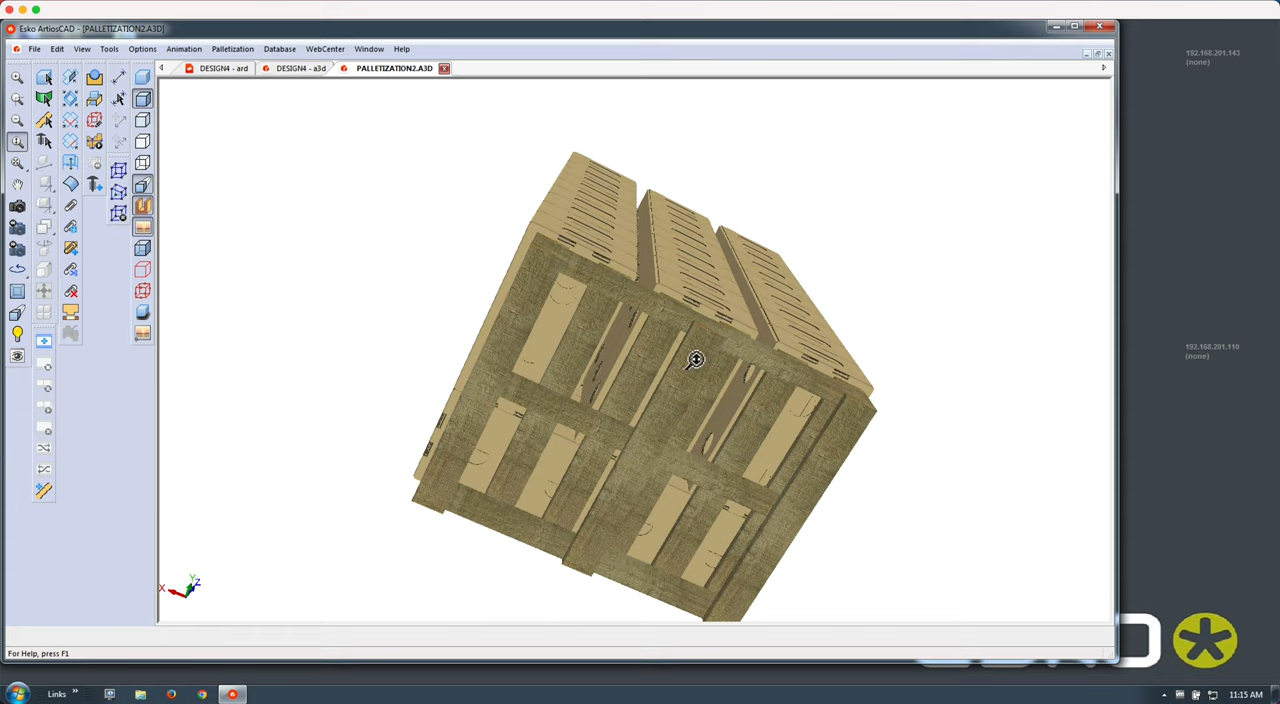 Esko ArtiosCAD - [PALLETIZATION2.A3D]
File Edit View Tools Options Animation Palletization Database WebCenter Window Help
DESIGN4 - ard DESIGN4 - a3d PALLETIZATION2.A3D
192.168.201.143
(none)
192.168.201.110
(none)
X Y Z
For Help, press F1
Links »
11:15 AM